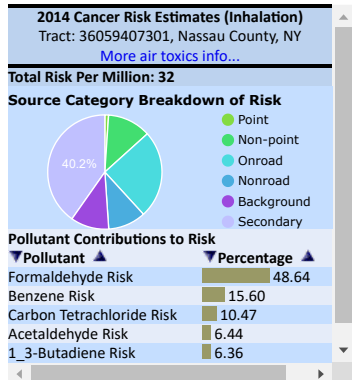 2014 Cancer Risk Estimates (Inhalation)
Tract: 36059407301, Nassau County, NY
More air toxics info...
Total Risk Per Million: 32
Source Category Breakdown of Risk
40.2%
Point
Non-point
Onroad
Nonroad
Background
Secondary
Pollutant Contributions to Risk
Pollutant Percentage
Formaldehyde Risk 48.64
Benzene Risk 15.60
Carbon Tetrachloride Risk 10.47
Acetaldehyde Risk 6.44
1_3-Butadiene Risk 6.36